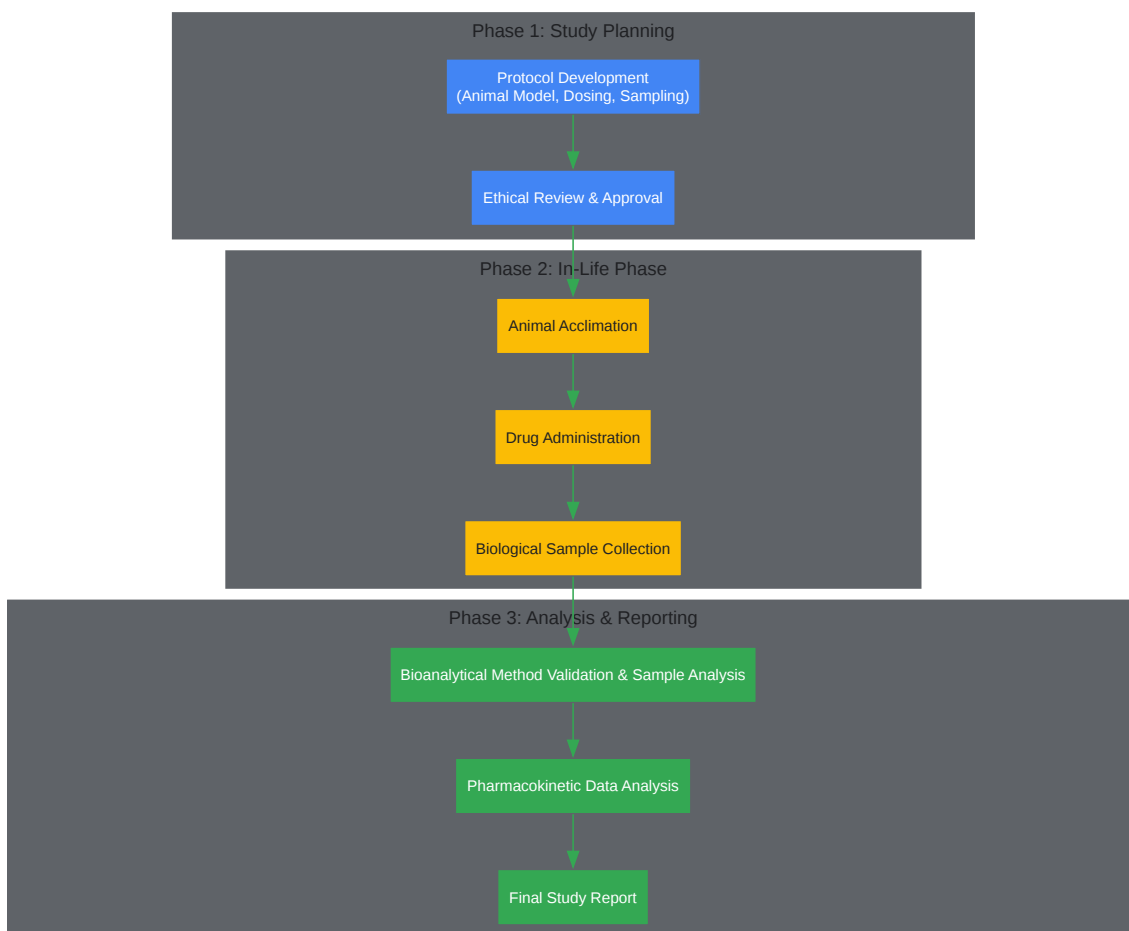 Phase 1: Study Planning
Protocol Development
(Animal Model, Dosing, Sampling)
Ethical Review & Approval
Phase 2: In-Life Phase
Animal Acclimation
Drug Administration
Biological Sample Collection
Phase 3: Analysis & Reporting
Bioanalytical Method Validation & Sample Analysis
Pharmacokinetic Data Analysis
Final Study Report